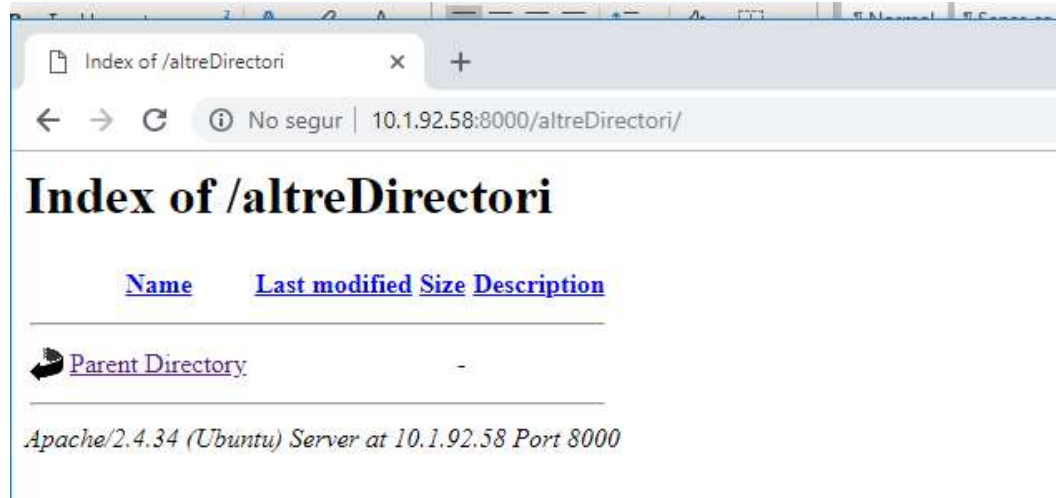 ¶ Normal ¶
Index of /altreDirectori
No segur 10.1.92.58:8000/altreDirectori/
Index of /altreDirectori
Name Last modified Size Description
Parent Directory -
Apache/2.4.34 (Ubuntu) Server at 10.1.92.58 Port 8000